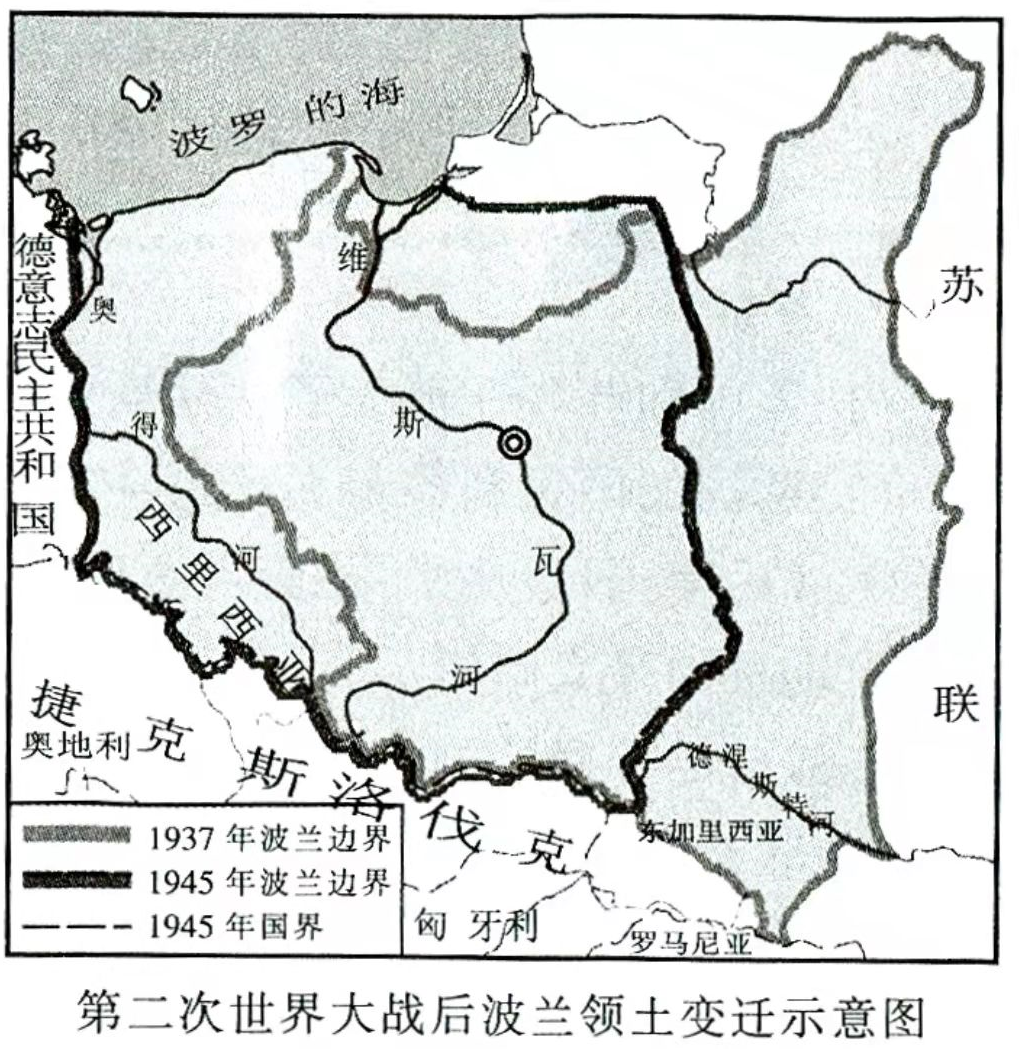 波罗的海
德意志民主共和国
奥得河
西里西亚
维斯瓦河
苏联
捷克斯洛伐克
奥地利
德涅斯特河
东加里西亚
匈牙利
罗马尼亚
1937年波兰边界
1945年波兰边界
1945年国界
第二次世界大战后波兰领土变迁示意图